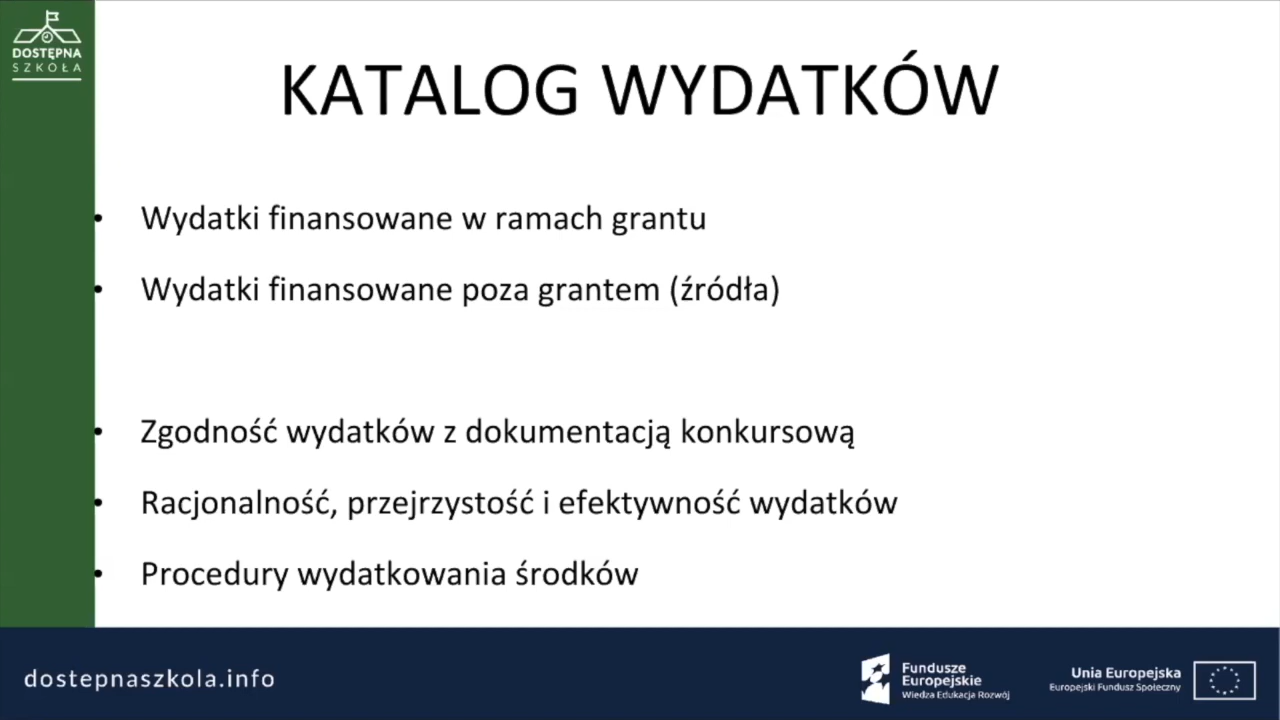 DOSTĘPNA
SZKOŁA
KATALOG WYDATKÓW
• Wydatki finansowane w ramach grantu
• Wydatki finansowane poza grantem (źródła)
• Zgodność wydatków z dokumentacją konkursową
• Racjonalność, przejrzystość i efektywność wydatków
• Procedury wydatkowania środków
dostepnaszkola.info
Fundusze
Europejskie
Wiedza Edukacja Rozwój
Unia Europejska
Europejski Fundusz Społeczny